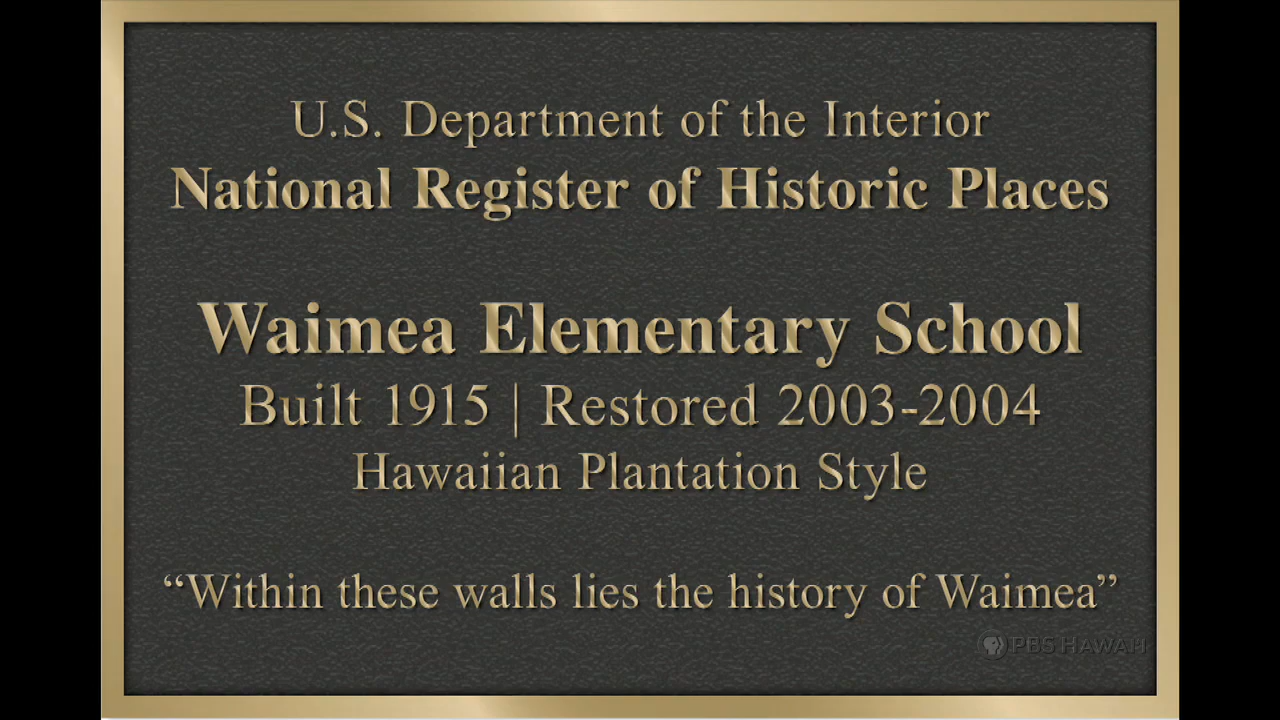 U.S. Department of the Interior
National Register of Historic Places
Waimea Elementary School
Built 1915 | Restored 2003-2004
Hawaiian Plantation Style
“Within these walls lies the history of Waimea”
PBS HAWAI‘I